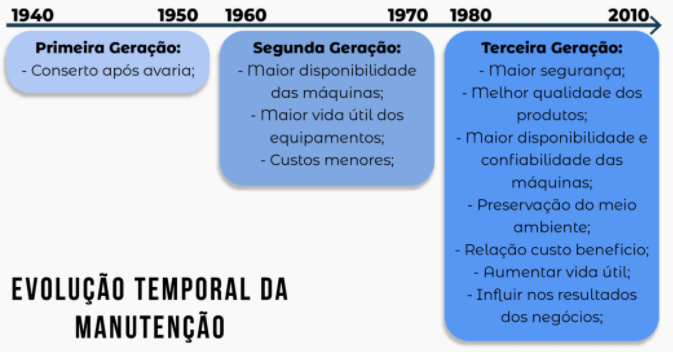 1940 1950 1960 1970 1980 2010
Primeira Geração:
- Conserto após avaria;
Segunda Geração:
- Maior disponibilidade
das máquinas;
- Maior vida útil dos
equipamentos;
- Custos menores;
Terceira Geração:
- Maior segurança;
- Melhor qualidade dos
produtos;
- Maior disponibilidade e
confiabilidade das
máquinas;
- Preservação do meio
ambiente;
- Relação custo beneficio;
- Aumentar vida útil;
- Influir nos resultados
dos negócios;
EVOLUÇÃO TEMPORAL DA
MANUTENÇÃO